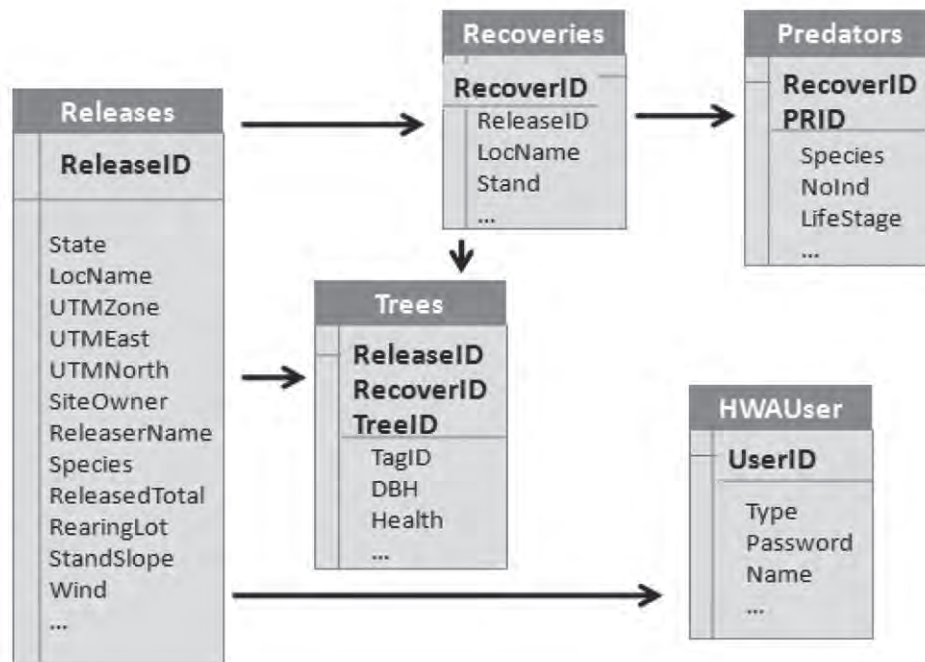 Releases
ReleaseID
State
LocName
UTMZone
UTMEast
UTMNorth
SiteOwner
ReleaserName
Species
ReleasedTotal
RearingLot
StandSlope
Wind
...
Recoveries
RecoverID
ReleaseID
LocName
Stand
...
Predators
RecoverID
PRID
Species
NoInd
LifeStage
...
Trees
ReleaseID
RecoverID
TreeID
TagID
DBH
Health
...
HWAUser
UserID
Type
Password
Name
...